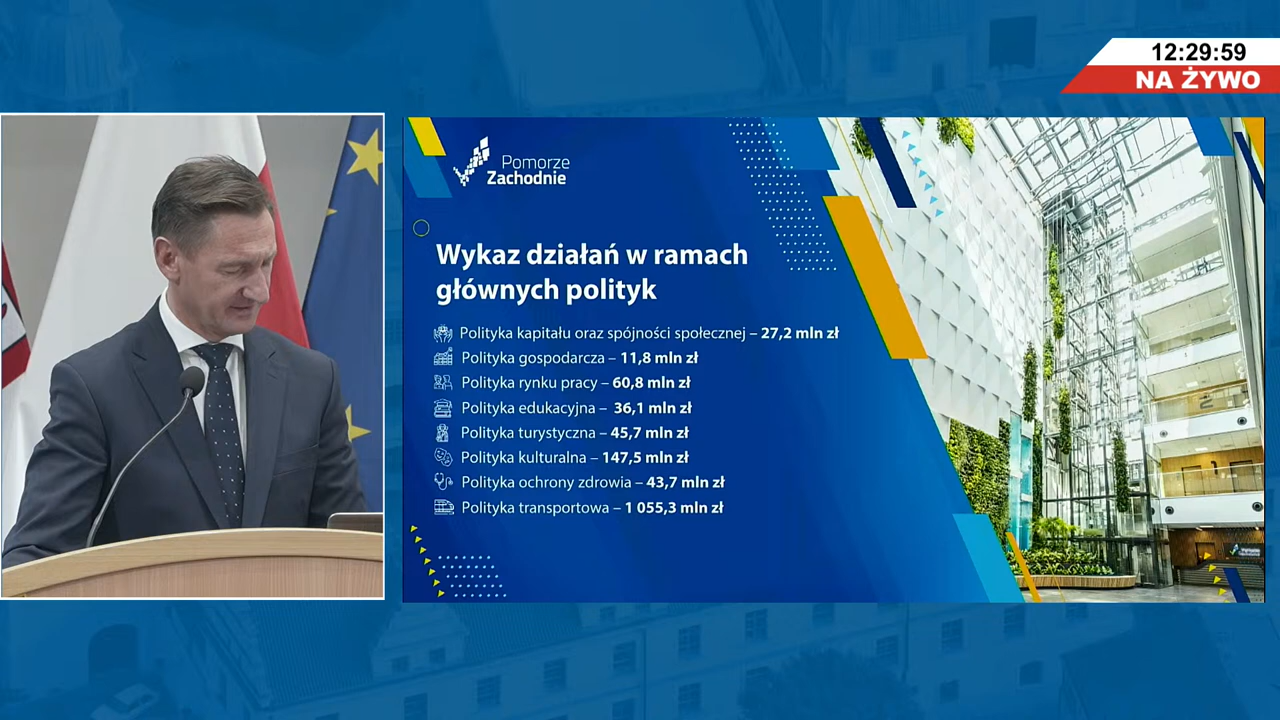 12:29:59
NA ŻYWO
Pomorze
Zachodnie
Wykaz działań w ramach
głównych polityk
Polityka kapitału oraz spójności społecznej – 27,2 mln zł
Polityka gospodarcza – 11,8 mln zł
Polityka rynku pracy – 60,8 mln zł
Polityka edukacyjna – 36,1 mln zł
Polityka turystyczna – 45,7 mln zł
Polityka kulturalna – 147,5 mln zł
Polityka ochrony zdrowia – 43,7 mln zł
Polityka transportowa – 1 055,3 mln zł
2